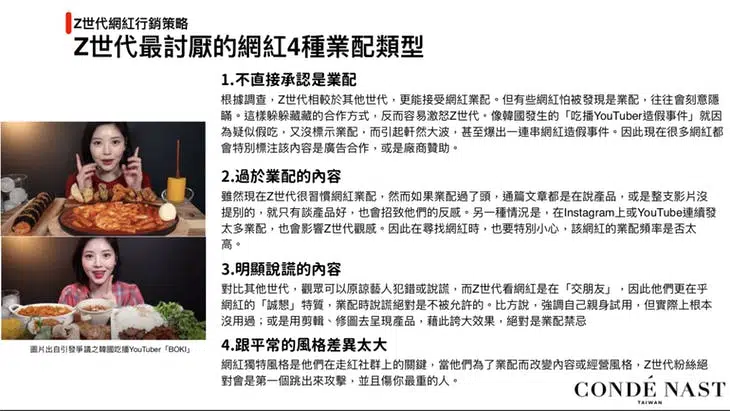 Z世代網紅行銷策略
Z世代最討厭的網紅4種業配類型
1.不直接承認是業配
根據調查，Z世代相較於其他世代，更能接受網紅業配。但有些網紅怕被發現是業配，往往會刻意隱
瞞。這樣躲躲藏藏的合作方式，反而容易激怒Z世代。像韓國發生的「吃播YouTuber造假事件」就因
為疑似假吃，又沒標示業配，而引起軒然大波，甚至爆出一連串網紅造假事件。因此現在很多網紅都
會特別標注該內容是廣告合作，或是廠商贊助。
2.過於業配的內容
雖然現在Z世代很習慣網紅業配，然而如果業配過了頭，通篇文章都是在說產品，或是整支影片沒
提別的，就只有談產品好，也會招致他們的反感。另一種情況是，在Instagram上或YouTube連續發
太多業配，也會影響Z世代觀感。因此在尋找網紅時，也要特別小心，該網紅的業配頻率是否太
高。
3.明顯說謊的內容
對比其他世代，觀眾可以原諒藝人犯錯或說謊，而Z世代看網紅是在「交朋友」，因此他們更在乎
網紅的「誠懇」特質，業配時說謊絕對是不被允許的。比方說，強調自己親身試用，但實際上根本
沒用過；或是用剪輯、修圖去呈現產品，藉此誇大效果，絕對是業配禁忌
4.跟平常的風格差異太大
網紅獨特風格是他們在走紅社群上的關鍵，當他們為了業配而改變內容或經營風格，Z世代粉絲絕
對會是第一個跳出來攻擊，並且傷你最重的人。
圖片出自引發爭議之韓國吃播YouTuber「BOKI」
CONDÉ NAST
TAIWAN